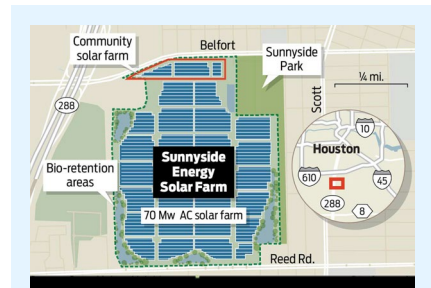 Community
solar farm
Belfort
Sunnyside
Park
Scott
¼ mi.
288
10
Houston
Sunnyside
Energy
Solar Farm
Bio-retention
areas
610
45
70 Mw AC solar farm
288
8
Reed Rd.